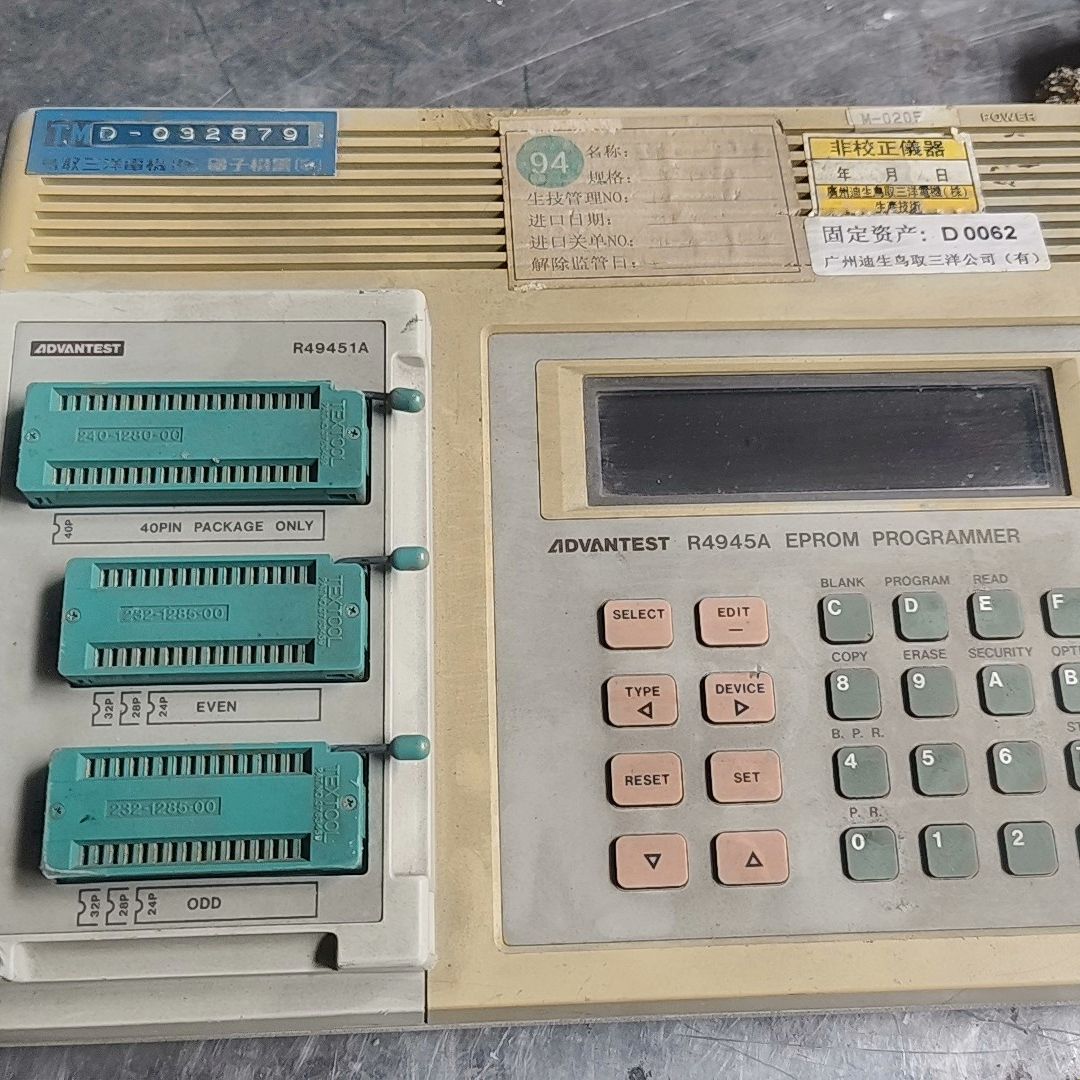 TMD-032879
鸟取三洋電機(株) 電子機器(事)
94
名称:
规格:
生技管理NO:
进口日期:
进口关单NO:
解除监管日:
M-020F
POWER
非校正儀器
年 月 日
廣州迪生鳥取三洋電機(株)
生産技術
固定资产: D 0062
广州迪生鸟取三洋公司(有)
ADVANTEST
R49451A
240-1280-00
TEXTOOL
40P
40PIN PACKAGE ONLY
232-1285-00
TEXTOOL
32P 28P 24P EVEN
232-1285-00
TEXTOOL
32P 28P 24P ODD
ADVANTEST R4945A EPROM PROGRAMMER
BLANK PROGRAM READ
SELECT EDIT C D E F
COPY ERASE SECURITY
TYPE DEVICE 8 9 A B
B. P. R.
RESET SET 4 5 6
P. R.
0 1 2